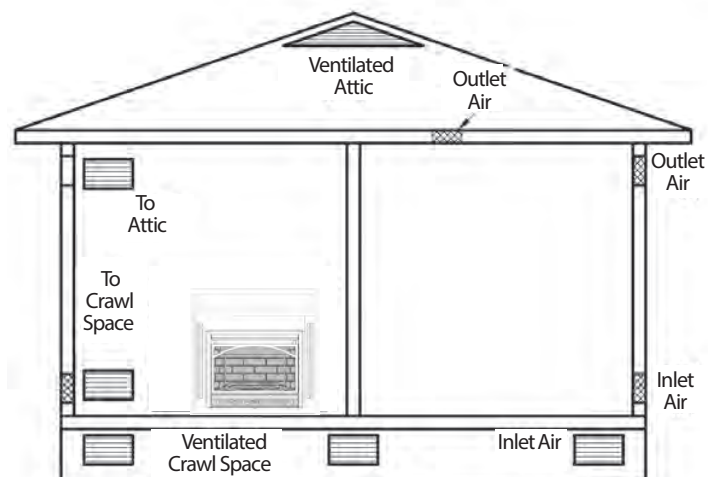 Ventilated
Attic
Outlet
Air
Outlet
Air
To
Attic
To
Crawl
Space
Inlet
Air
Ventilated
Crawl Space
Inlet Air